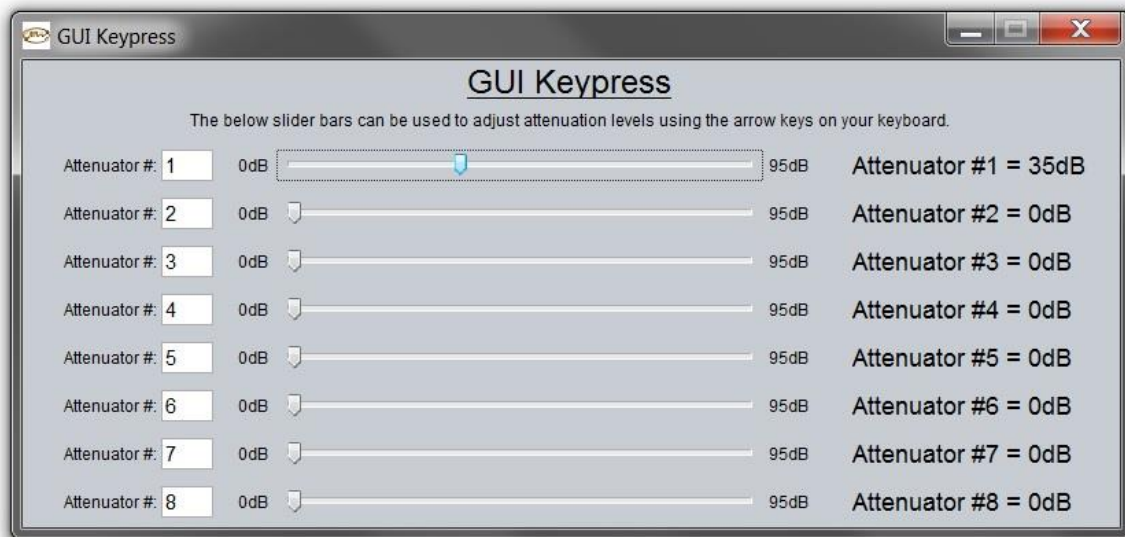 GUI Keypress
GUI Keypress
The below slider bars can be used to adjust attenuation levels using the arrow keys on your keyboard.
Attenuator #: 1 0dB 95dB Attenuator #1 = 35dB
Attenuator #: 2 0dB 95dB Attenuator #2 = 0dB
Attenuator #: 3 0dB 95dB Attenuator #3 = 0dB
Attenuator #: 4 0dB 95dB Attenuator #4 = 0dB
Attenuator #: 5 0dB 95dB Attenuator #5 = 0dB
Attenuator #: 6 0dB 95dB Attenuator #6 = 0dB
Attenuator #: 7 0dB 95dB Attenuator #7 = 0dB
Attenuator #: 8 0dB 95dB Attenuator #8 = 0dB